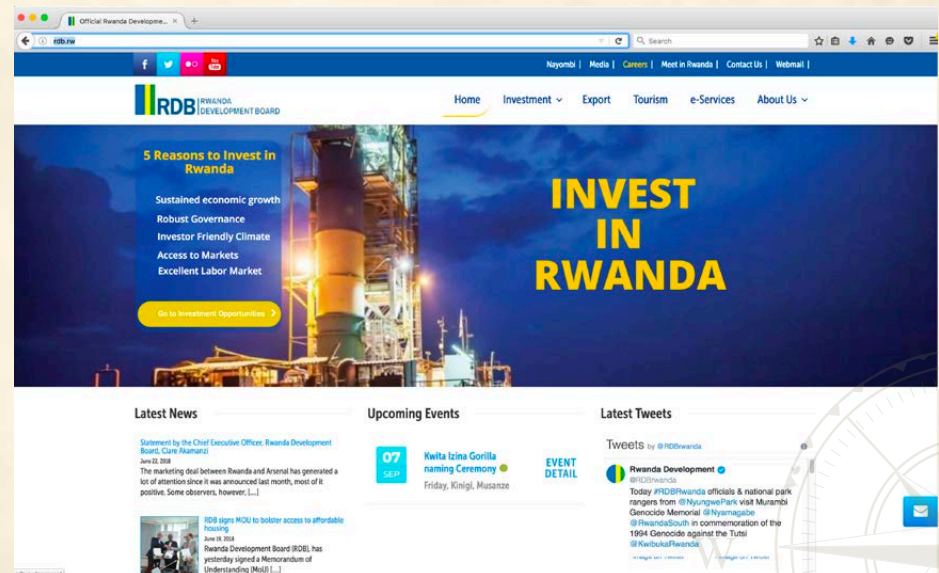 Official Rwanda Developme... × +
rdb.rw
Search
f
You Tube
Nayombi | Media | Careers | Meet in Rwanda | Contact Us | Webmail |
RDB RWANDA DEVELOPMENT BOARD
Home Investment Export Tourism e-Services About Us
5 Reasons to Invest in
Rwanda
Sustained economic growth
Robust Governance
Investor Friendly Climate
Access to Markets
Excellent Labor Market
Go to Investment Opportunities
INVEST
IN
RWANDA
Latest News
Statement by the Chief Executive Officer, Rwanda Development
Board, Clare Akamanzi
June 22, 2018
The marketing deal between Rwanda and Arsenal has generated a
lot of attention since it was announced last month, most of it
positive. Some observers, however, [...]
RDB signs MOU to bolster access to affordable
housing
June 19, 2018
Rwanda Development Board (RDB), has
yesterday signed a Memorandum of
Understanding (MoU) [...]
Upcoming Events
07
SEP
Kwita Izina Gorilla
naming Ceremony
Friday, Kinigi, Musanze
EVENT
DETAIL
Latest Tweets
Tweets by @RDBrwanda
Rwanda Development
@RDBrwanda
Today #RDBRwanda officials & national park
rangers from @NyungwePark visit Murambi
Genocide Memorial @Nyamagabe
@RwandaSouth in commemoration of the
1994 Genocide against the Tutsi
@KwibukaRwanda
W